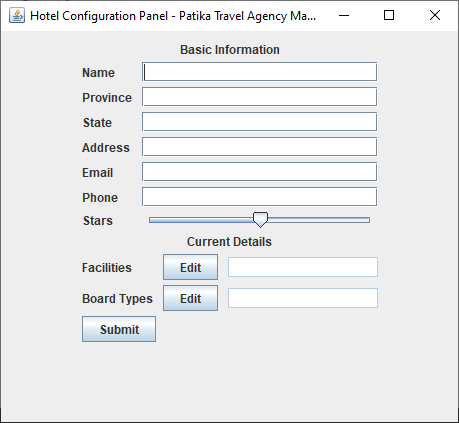 Hotel Configuration Panel - Patika Travel Agency Ma...
Basic Information
Name
Province
State
Address
Email
Phone
Stars
Current Details
Facilities Edit
Board Types Edit
Submit